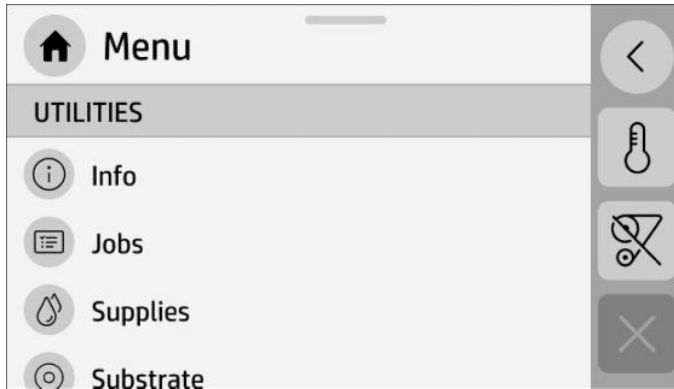 Menu
UTILITIES
Info
Jobs
Supplies
Substrate